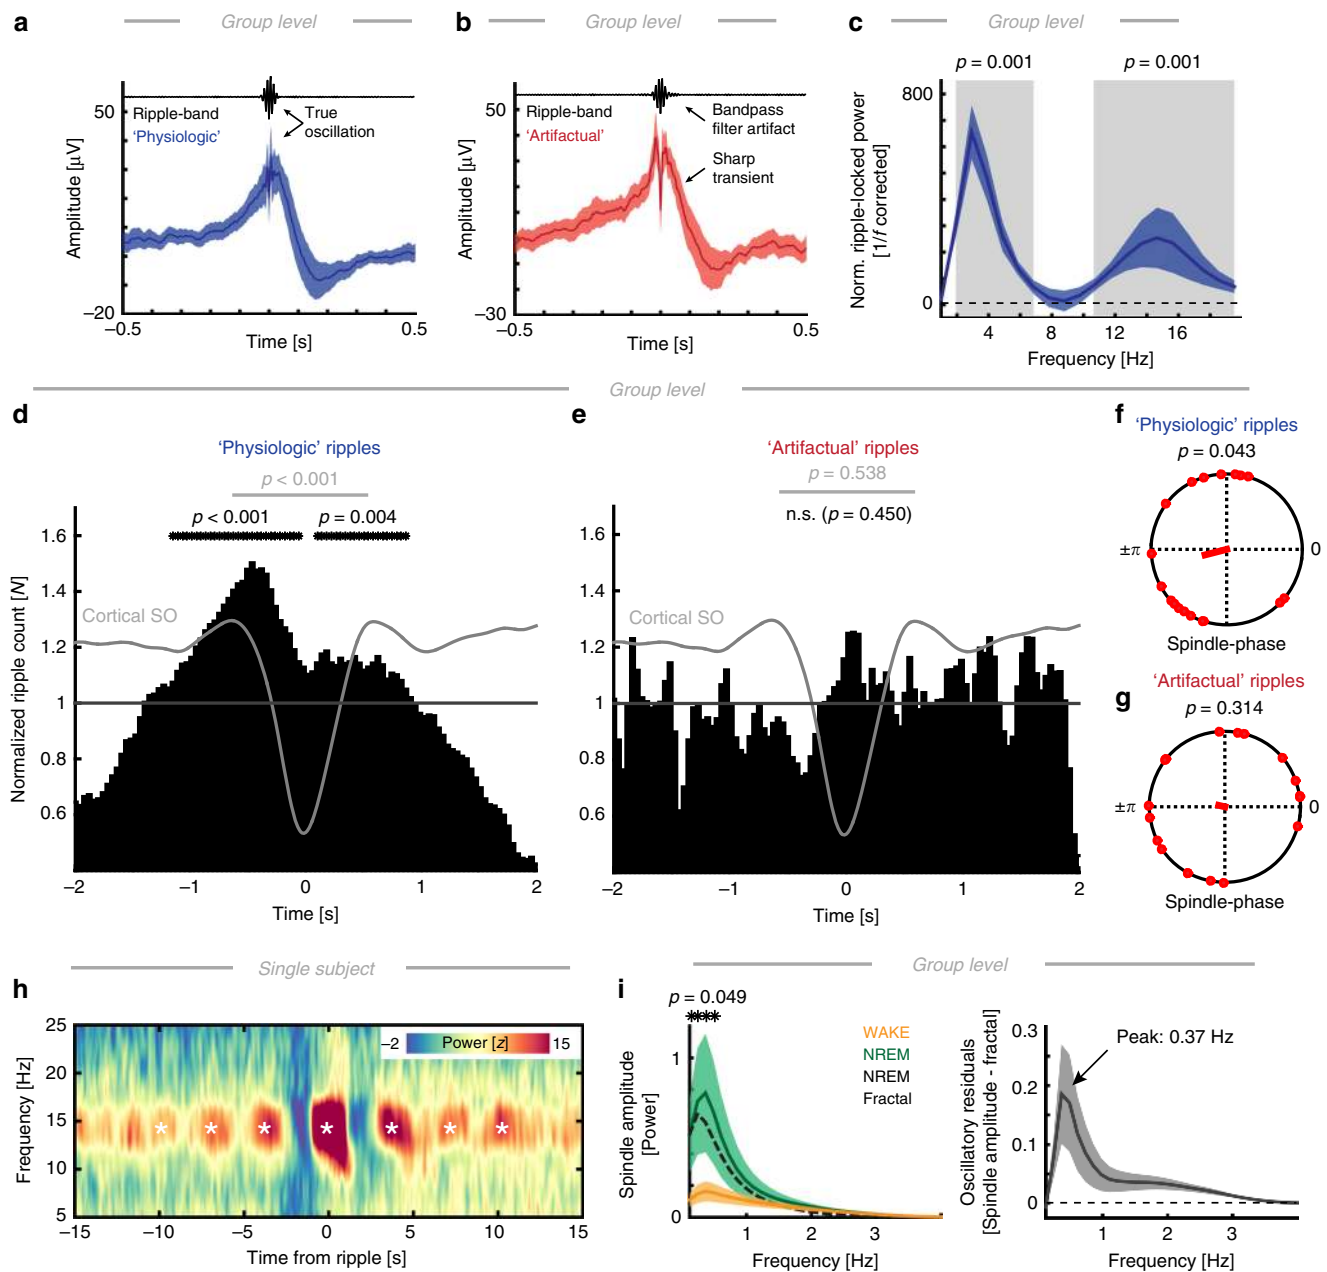 a
Group level
Ripple-band
'Physiologic'
True
oscillation
50
−20
Amplitude [μV]
−0.5
0.5
Time [s]
b
Group level
Ripple-band
'Artifactual'
Bandpass
filter artifact
Sharp
transient
50
−30
Amplitude [μV]
−0.5
0.5
Time [s]
c
Group level
p = 0.001
p = 0.001
800
0
Norm. ripple-locked power
[1/f corrected]
4
8
12
16
Frequency [Hz]
Group level
d
'Physiologic' ripples
p < 0.001
p < 0.001
p = 0.004
Cortical SO
1.6
1.4
1.2
1
0.8
0.6
Normalized ripple count [N]
−2
−1
0
1
2
Time [s]
e
'Artifactual' ripples
p = 0.538
n.s. (p = 0.450)
Cortical SO
1.6
1.4
1.2
1
0.8
0.6
−2
−1
0
1
2
Time [s]
f
'Physiologic' ripples
p = 0.043
±π
0
Spindle-phase
g
'Artifactual' ripples
p = 0.314
±π
0
Spindle-phase
h
Single subject
25
20
15
10
5
Frequency [Hz]
−2
Power [z]
15
* * * * * * *
−15
−10
−5
0
5
10
15
Time from ripple [s]
i
Group level
p = 0.049
****
WAKE
NREM
NREM
Fractal
1
0
Spindle amplitude
[Power]
1
2
3
Frequency [Hz]
Peak: 0.37 Hz
0.3
0.2
0.1
0
Oscillatory residuals
[Spindle amplitude - fractal]
1
2
3
Frequency [Hz]